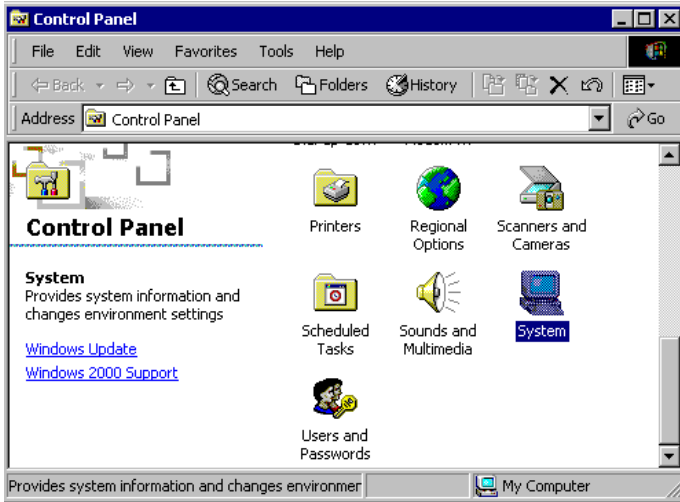 Control Panel
File Edit View Favorites Tools Help
Back Search Folders History
Address Control Panel Go
Control Panel
System
Provides system information and
changes environment settings
Windows Update
Windows 2000 Support
Printers
Regional
Options
Scanners and
Cameras
Scheduled
Tasks
Sounds and
Multimedia
System
Users and
Passwords
Provides system information and changes environmer
My Computer